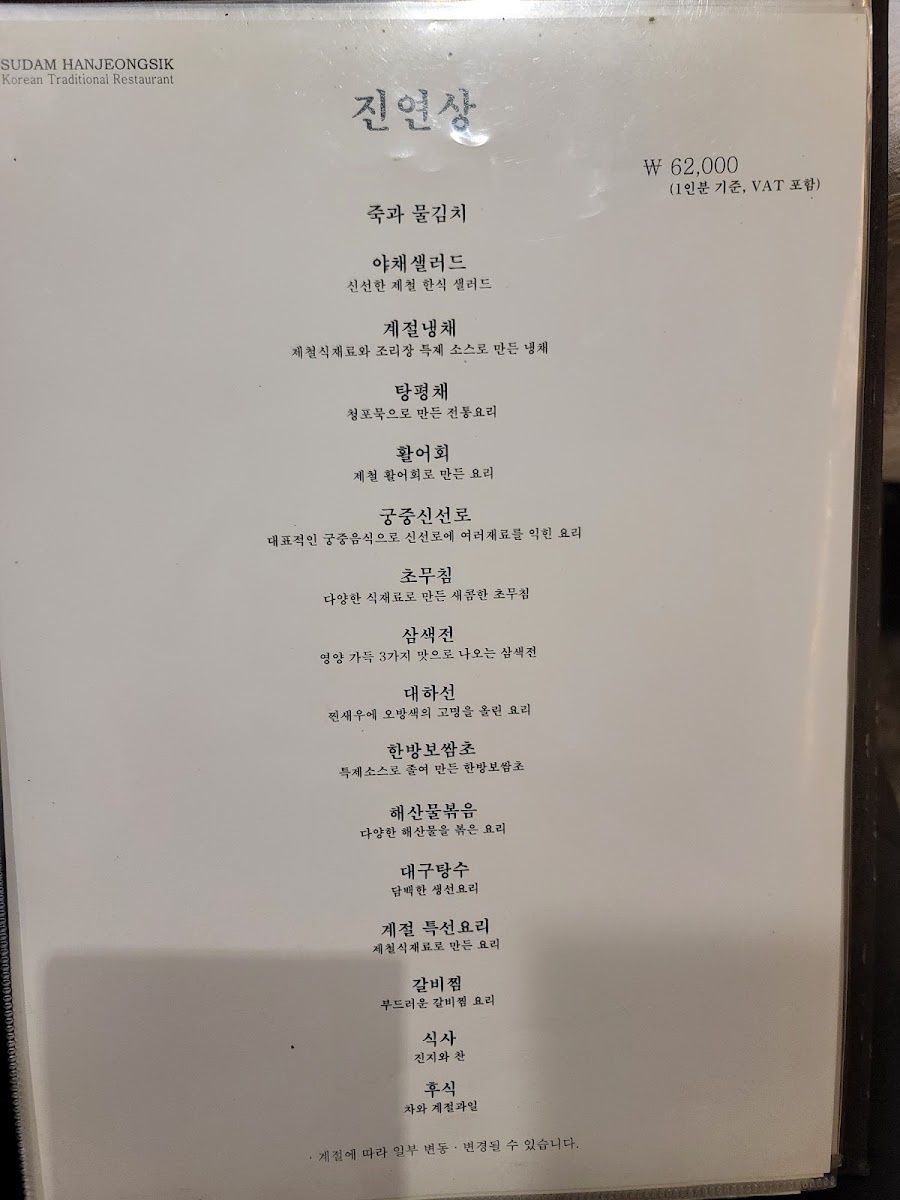 SUDAM HANJEONGSIK
Korean Traditional Restaurant
진연상
₩ 62,000
(1인분 기준, VAT 포함)
죽과 물김치
야채샐러드
신선한 제철 한식 샐러드
계절냉채
제철식재료와 조리장 특제 소스로 만든 냉채
탕평채
청포묵으로 만든 전통요리
활어회
제철 활어회로 만든 요리
궁중신선로
대표적인 궁중음식으로 신선로에 여러재료를 익힌 요리
초무침
다양한 식재료로 만든 새콤한 초무침
삼색전
영양 가득 3가지 맛으로 나오는 삼색전
대하선
찐새우에 오방색의 고명을 올린 요리
한방보쌈초
특제소스로 졸여 만든 한방보쌈초
해산물볶음
다양한 해산물을 볶은 요리
대구탕수
담백한 생선요리
계절 특선요리
제철식재료로 만든 요리
갈비찜
부드러운 갈비찜 요리
식사
진지와 찬
후식
차와 계절과일
· 계절에 따라 일부 변동 · 변경될 수 있습니다.